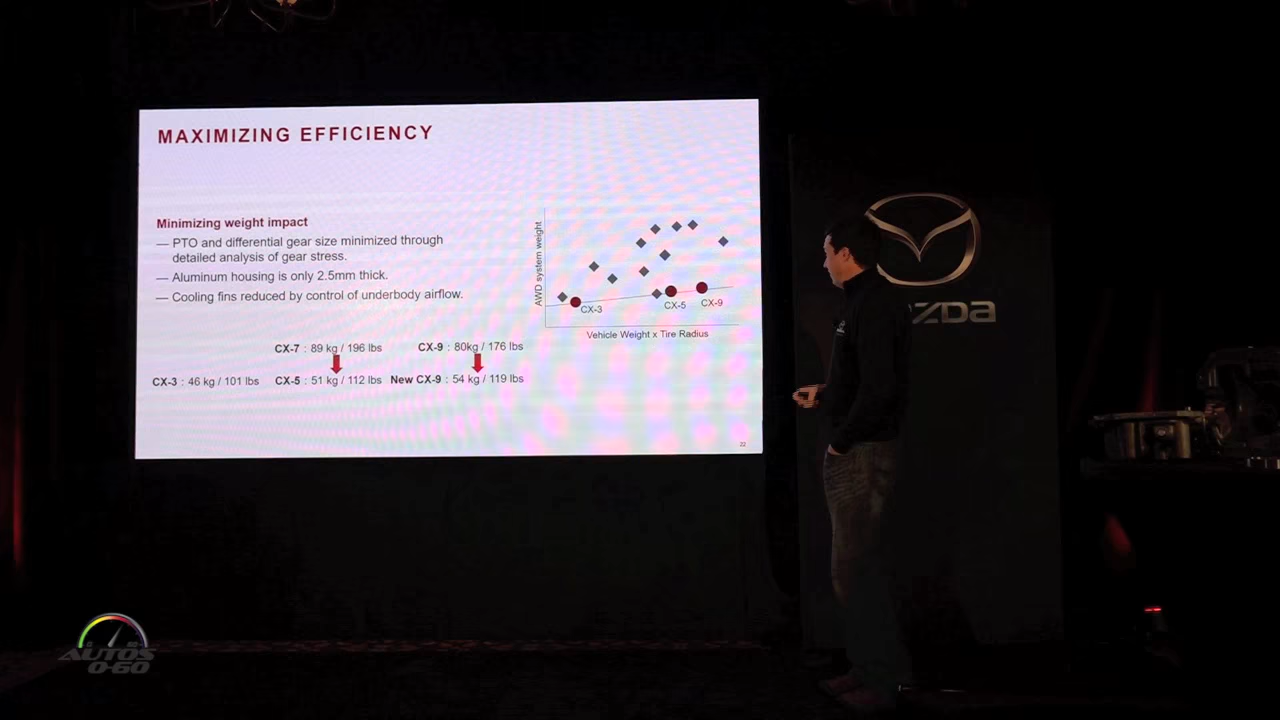 MAXIMIZING EFFICIENCY
Minimizing weight impact
— PTO and differential gear size minimized through
detailed analysis of gear stress.
— Aluminum housing is only 2.5mm thick.
— Cooling fins reduced by control of underbody airflow.
CX-7 : 89 kg / 196 lbs
CX-9 : 80kg / 176 lbs
CX-3 : 46 kg / 101 lbs
CX-5 : 51 kg / 112 lbs
New CX-9 : 54 kg / 119 lbs
AWD system weight
CX-3
CX-5
CX-9
Vehicle Weight x Tire Radius
22
AUTOS
0-60